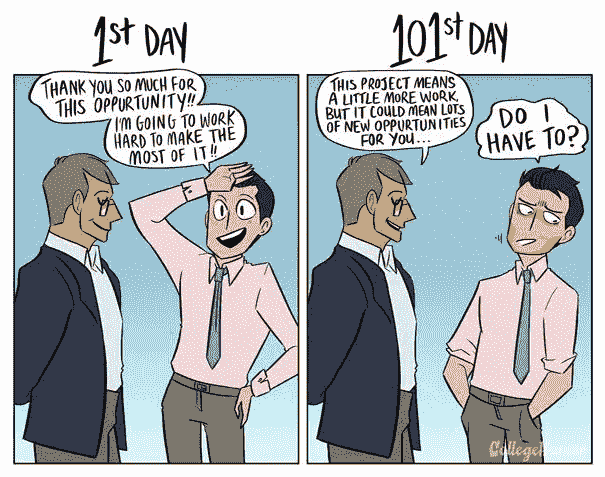 1st DAY
THANK YOU SO MUCH FOR
THIS OPPURTUNITY!!
I'M GOING TO WORK
HARD TO MAKE THE
MOST OF IT!!
101st DAY
THIS PROJECT MEANS
A LITTLE MORE WORK,
BUT IT COULD MEAN LOTS
OF NEW OPPURTUNITIES
FOR YOU...
DO I
HAVE TO?